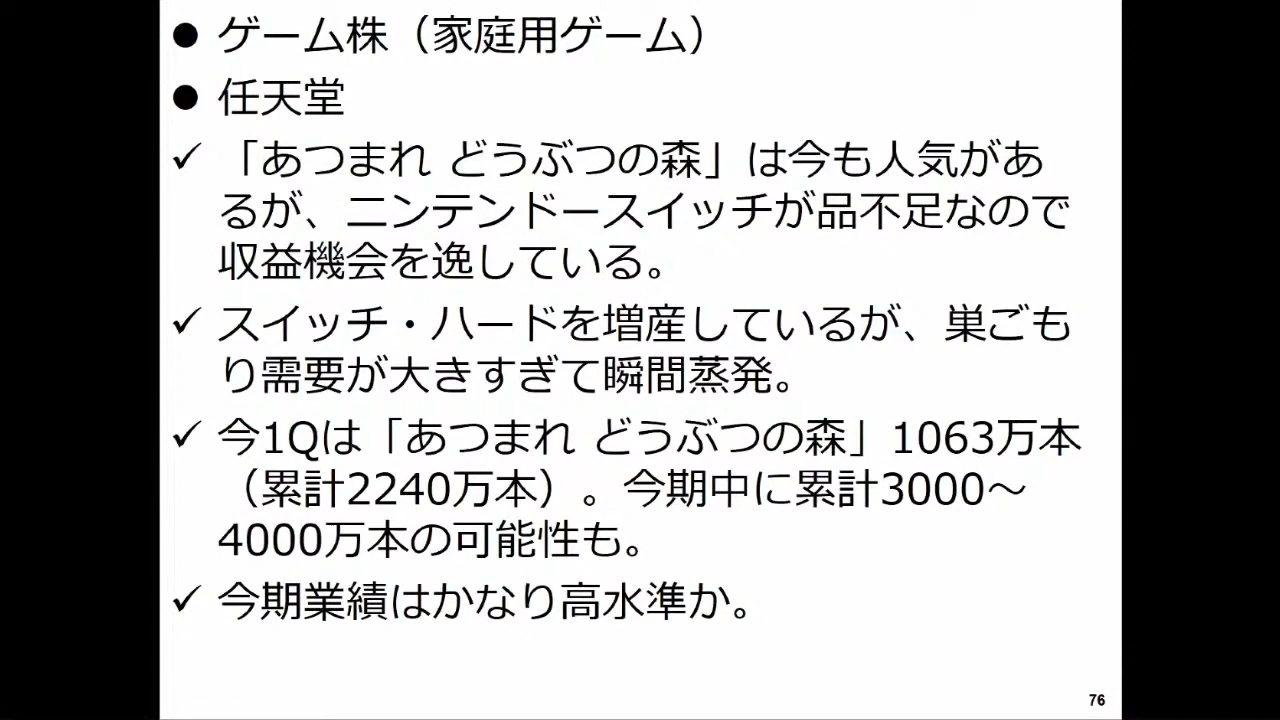 ● ゲーム株（家庭用ゲーム）
● 任天堂
✓ 「あつまれ どうぶつの森」は今も人気があ
るが、ニンテンドースイッチが品不足なので
収益機会を逸している。
✓ スイッチ・ハードを増産しているが、巣ごも
り需要が大きすぎて瞬間蒸発。
✓ 今1Qは「あつまれ どうぶつの森」1063万本
（累計2240万本）。今期中に累計3000～
4000万本の可能性も。
✓ 今期業績はかなり高水準か。
76